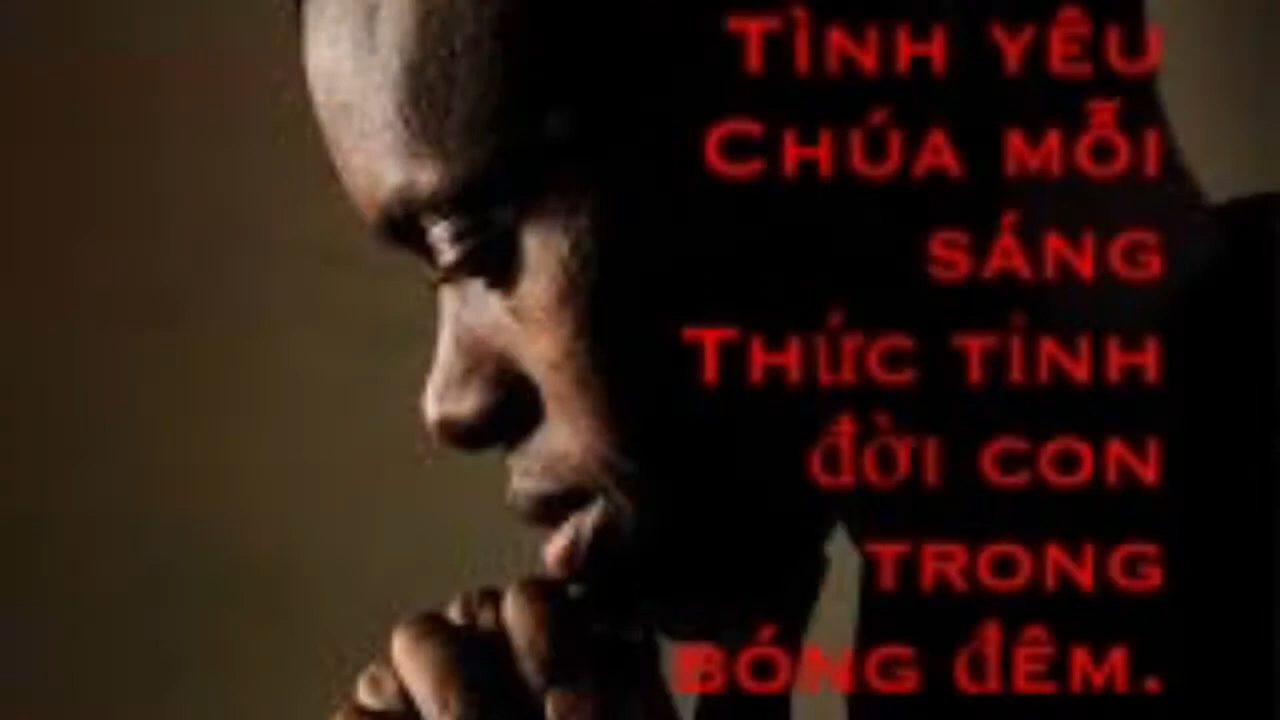 Tình yêu
Chúa mỗi
sáng
Thức tỉnh
đời con
trong
bóng đêm.